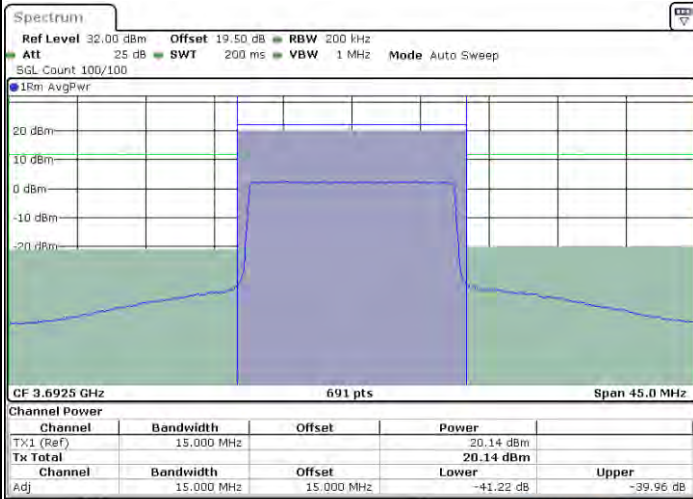 Spectrum
Ref Level 32.00 dBm Offset 19.50 dB RBW 200 kHz
Att 25 dB SWT 200 ms VBW 1 MHz Mode Auto Sweep
SGL Count 100/100
1Rm AvgPwr
20 dBm
10 dBm
0 dBm
-10 dBm
-20 dBm
CF 3.6925 GHz 691 pts Span 45.0 MHz
Channel Power
Channel Bandwidth Offset Power
TX1 (Ref) 15.000 MHz 20.14 dBm
Tx Total 20.14 dBm
Channel Bandwidth Offset Lower Upper
Adj 15.000 MHz 15.000 MHz -41.22 dBm -39.96 dBm